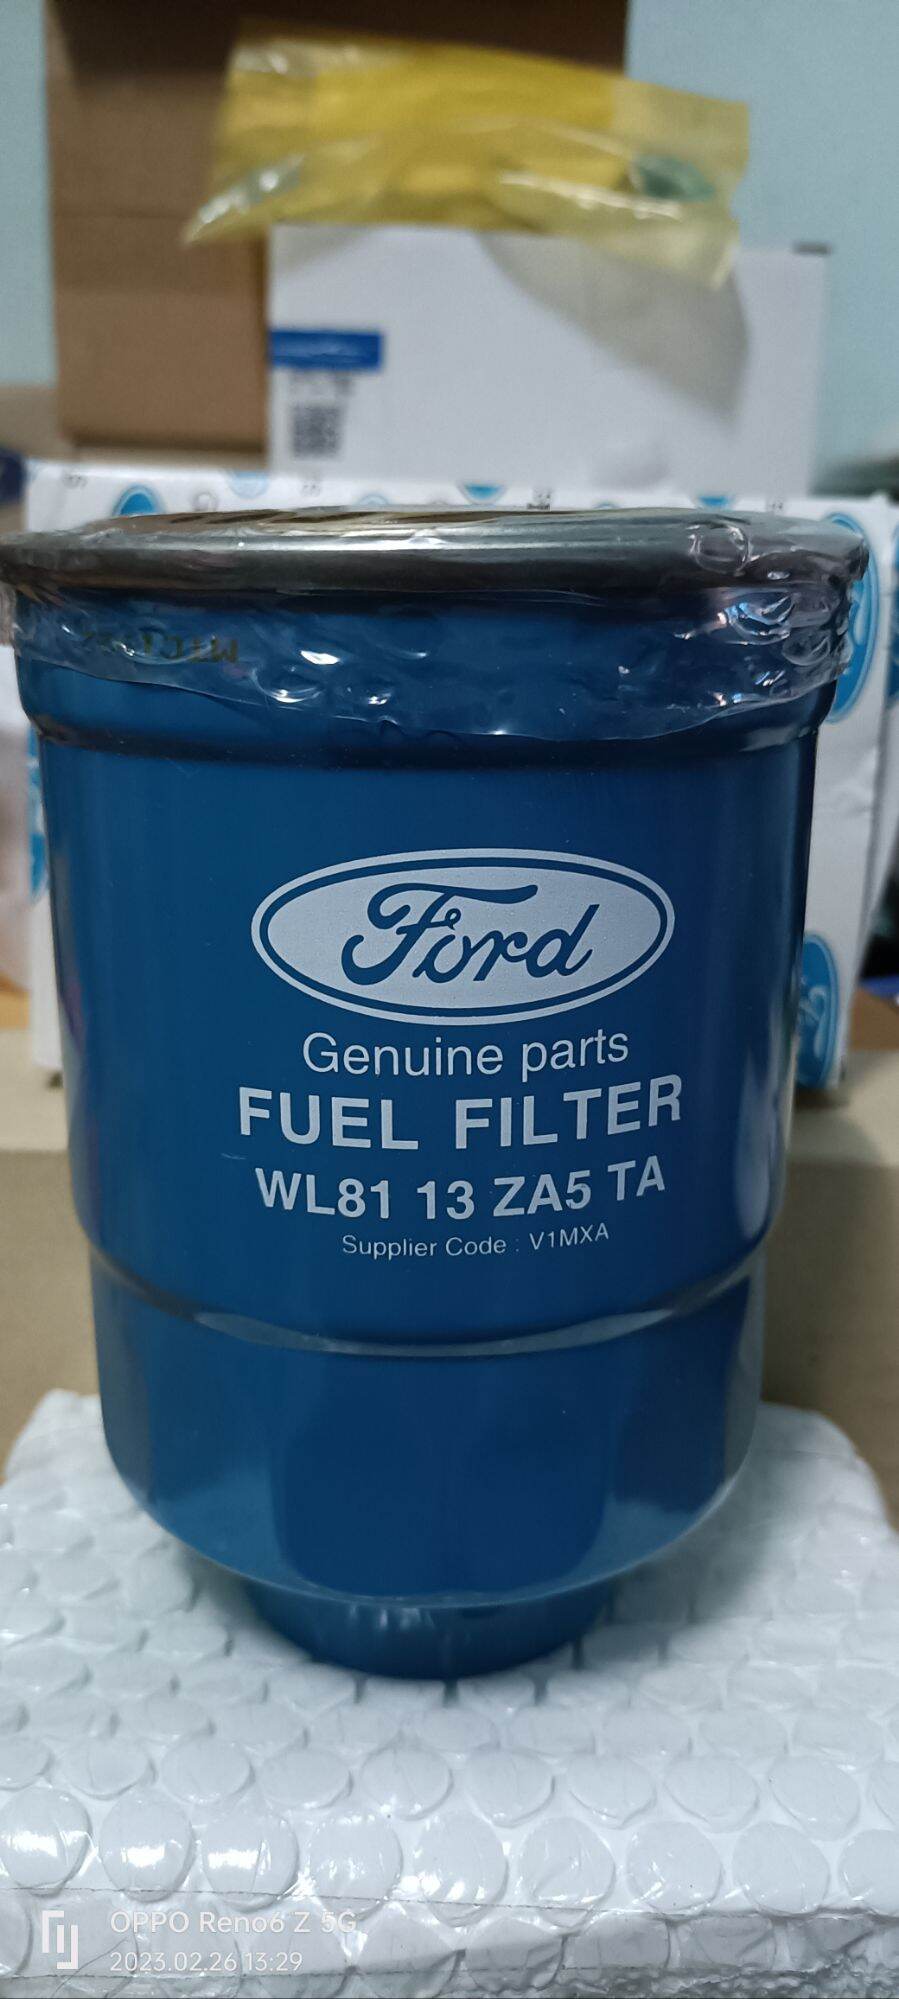 Ford
Genuine parts
FUEL FILTER
WL81 13 ZA5 TA
Supplier Code : V1MXA
OPPO Reno6 Z 5G
2023.02.26 13:29